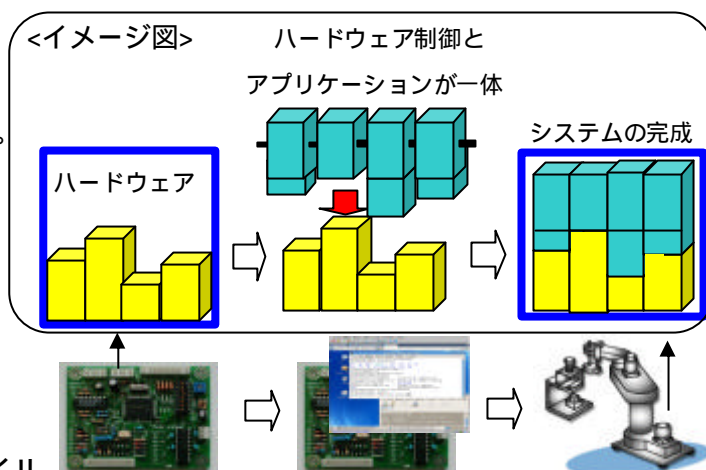 <イメージ図>
ハードウェア制御と
アプリケーションが一体
システムの完成
ハードウェア
。
イル